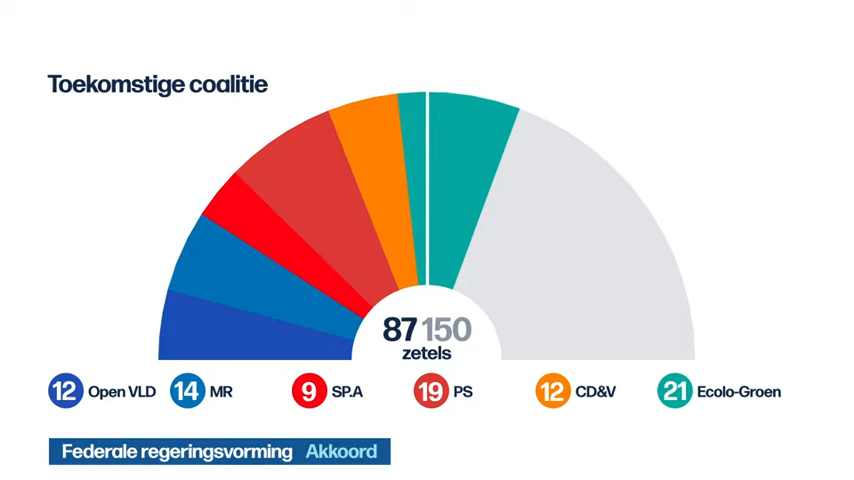 Toekomstige coalitie
87 150
zetels
12 Open VLD 14 MR 9 SP.A 19 PS 12 CD&V 21 Ecolo-Groen
Federale regeringsvorming Akkoord